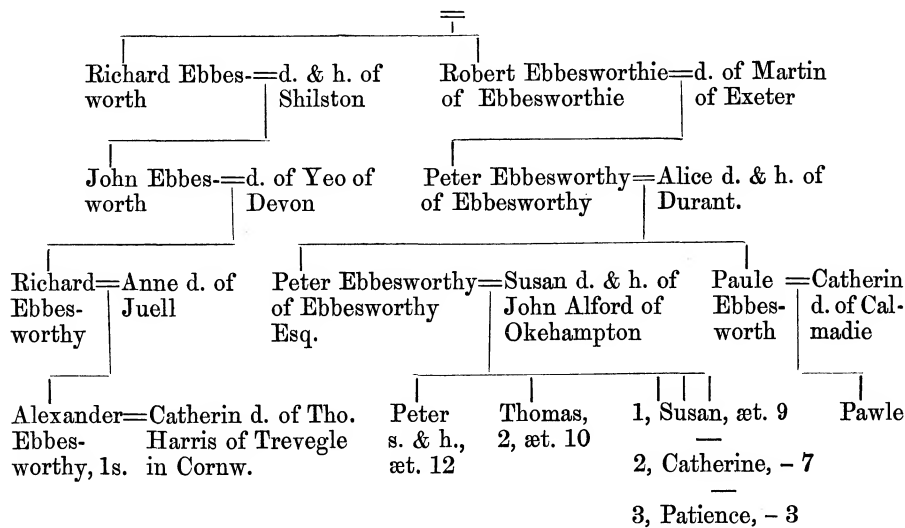 Richard Ebbes-=d. & h. of
worth Shilston
Robert Ebbesworthie=d. of Martin
of Ebbesworthie of Exeter
John Ebbes-=d. of Yeo of
worth Devon
Peter Ebbesworthy=Alice d. & h. of
of Ebbesworthy Durant.
Richard=Anne d. of
Ebbes- Juell
worthy
Peter Ebbesworthy=Susan d. & h. of
of Ebbesworthy John Alford of
Esq. Okehampton
Paule =Catherin
Ebbes- d. of Cal-
worth madie
Alexander=Catherin d. of Tho.
Ebbes- Harris of Trevegle
worthy, 1s. in Cornw.
Peter
s. & h.,
æt. 12
Thomas,
2, æt. 10
1, Susan, æt. 9
2, Catherine, – 7
3, Patience, – 3
Pawle